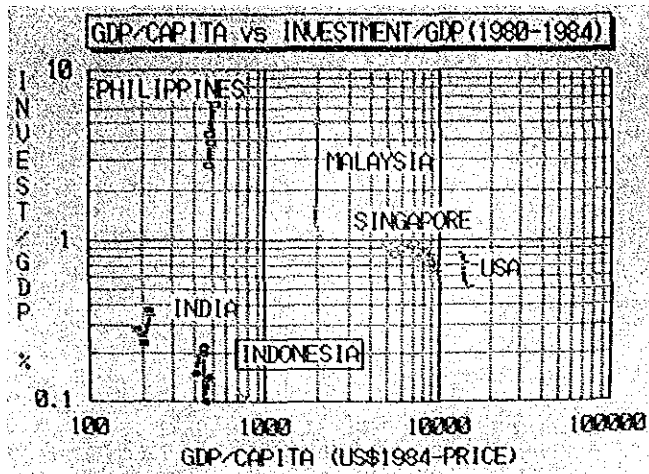 GDP/CAPITA vs INVESTMENT/GDP(1980-1984)
INVEST/GDP %
10
PHILIPPINES
MALAYSIA
SINGAPORE
1
USA
INDIA
INDONESIA
0.1
100 1000 10000 100000
GDP/CAPITA (US$1984-PRICE)